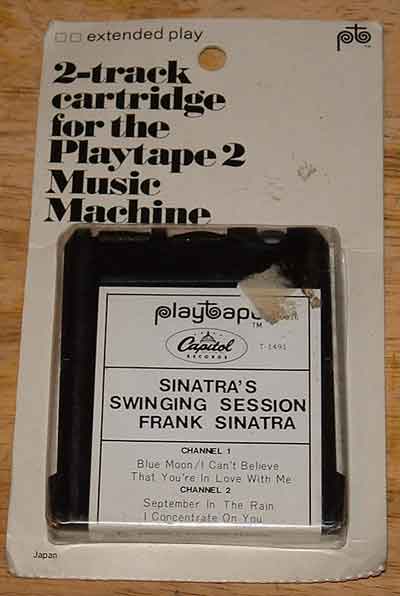 extended play
pt
2-track
cartridge
for the
Playtape 2
Music
Machine
playtape
TM
Capitol
RECORDS
T-1491
SINATRA'S
SWINGING SESSION
FRANK SINATRA
CHANNEL 1
Blue Moon/I Can't Believe
That You're In Love With Me
CHANNEL 2
September In The Rain
I Concentrate On You
Japan